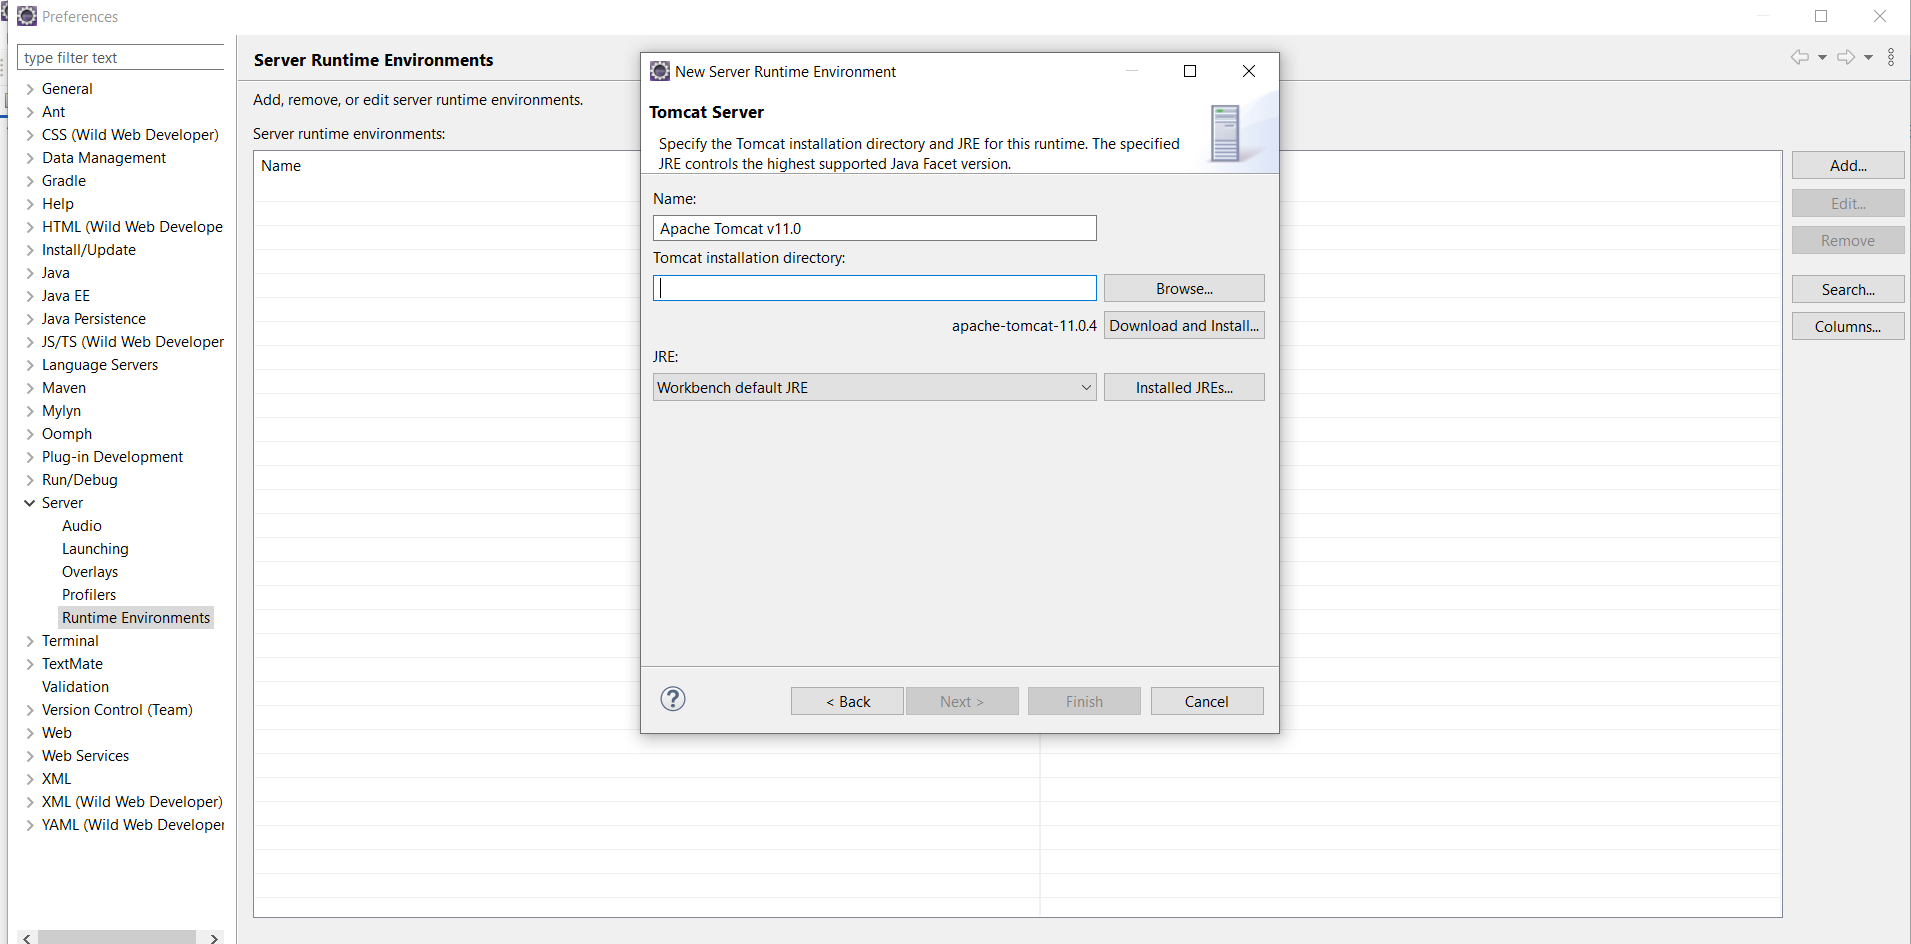 Preferences
type filter text
General
Ant
CSS (Wild Web Developer)
Data Management
Gradle
Help
HTML (Wild Web Develope
Install/Update
Java
Java EE
Java Persistence
JS/TS (Wild Web Developer
Language Servers
Maven
Mylyn
Oomph
Plug-in Development
Run/Debug
Server
Audio
Launching
Overlays
Profilers
Runtime Environments
Terminal
TextMate
Validation
Version Control (Team)
Web
Web Services
XML
XML (Wild Web Developer)
YAML (Wild Web Developer
Server Runtime Environments
Add, remove, or edit server runtime environments.
Server runtime environments:
Name
Add...
Edit...
Remove
Search...
Columns...
New Server Runtime Environment
Tomcat Server
Specify the Tomcat installation directory and JRE for this runtime. The specified
JRE controls the highest supported Java Facet version.
Name:
Apache Tomcat v11.0
Tomcat installation directory:
Browse...
apache-tomcat-11.0.4 Download and Install...
JRE:
Workbench default JRE Installed JREs...
? < Back Next > Finish Cancel